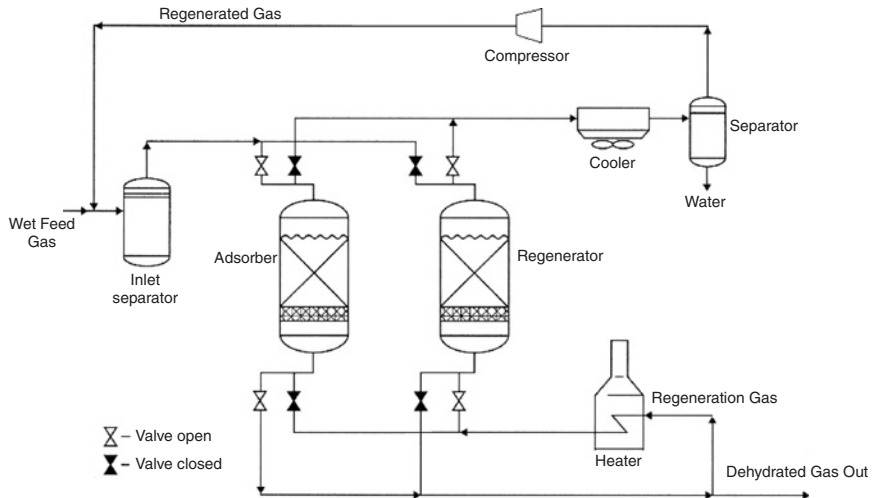 Regenerated Gas
Compressor
Separator
Cooler
Water
Wet Feed
Gas
Adsorber
Regenerator
Inlet
separator
Regeneration Gas
– Valve open
– Valve closed
Heater
Dehydrated Gas Out